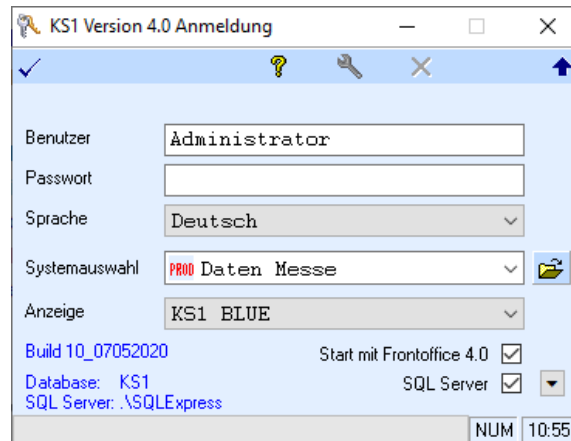 KS1 Version 4.0 Anmeldung
Benutzer Administrator
Passwort
Sprache Deutsch
Systemauswahl PROD Daten Messe
Anzeige KS1 BLUE
Build 10_07052020 Start mit Frontoffice 4.0
Database: KS1 SQL Server
SQL Server: .\SQLExpress
NUM 10:55